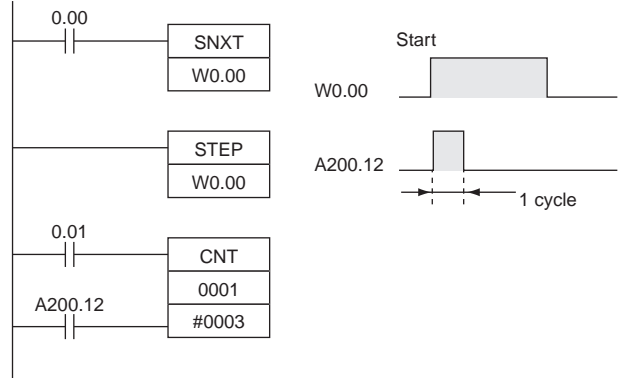 0.00
SNXT
W0.00
STEP
W0.00
0.01
CNT
0001
A200.12
#0003
Start
W0.00
A200.12
1 cycle